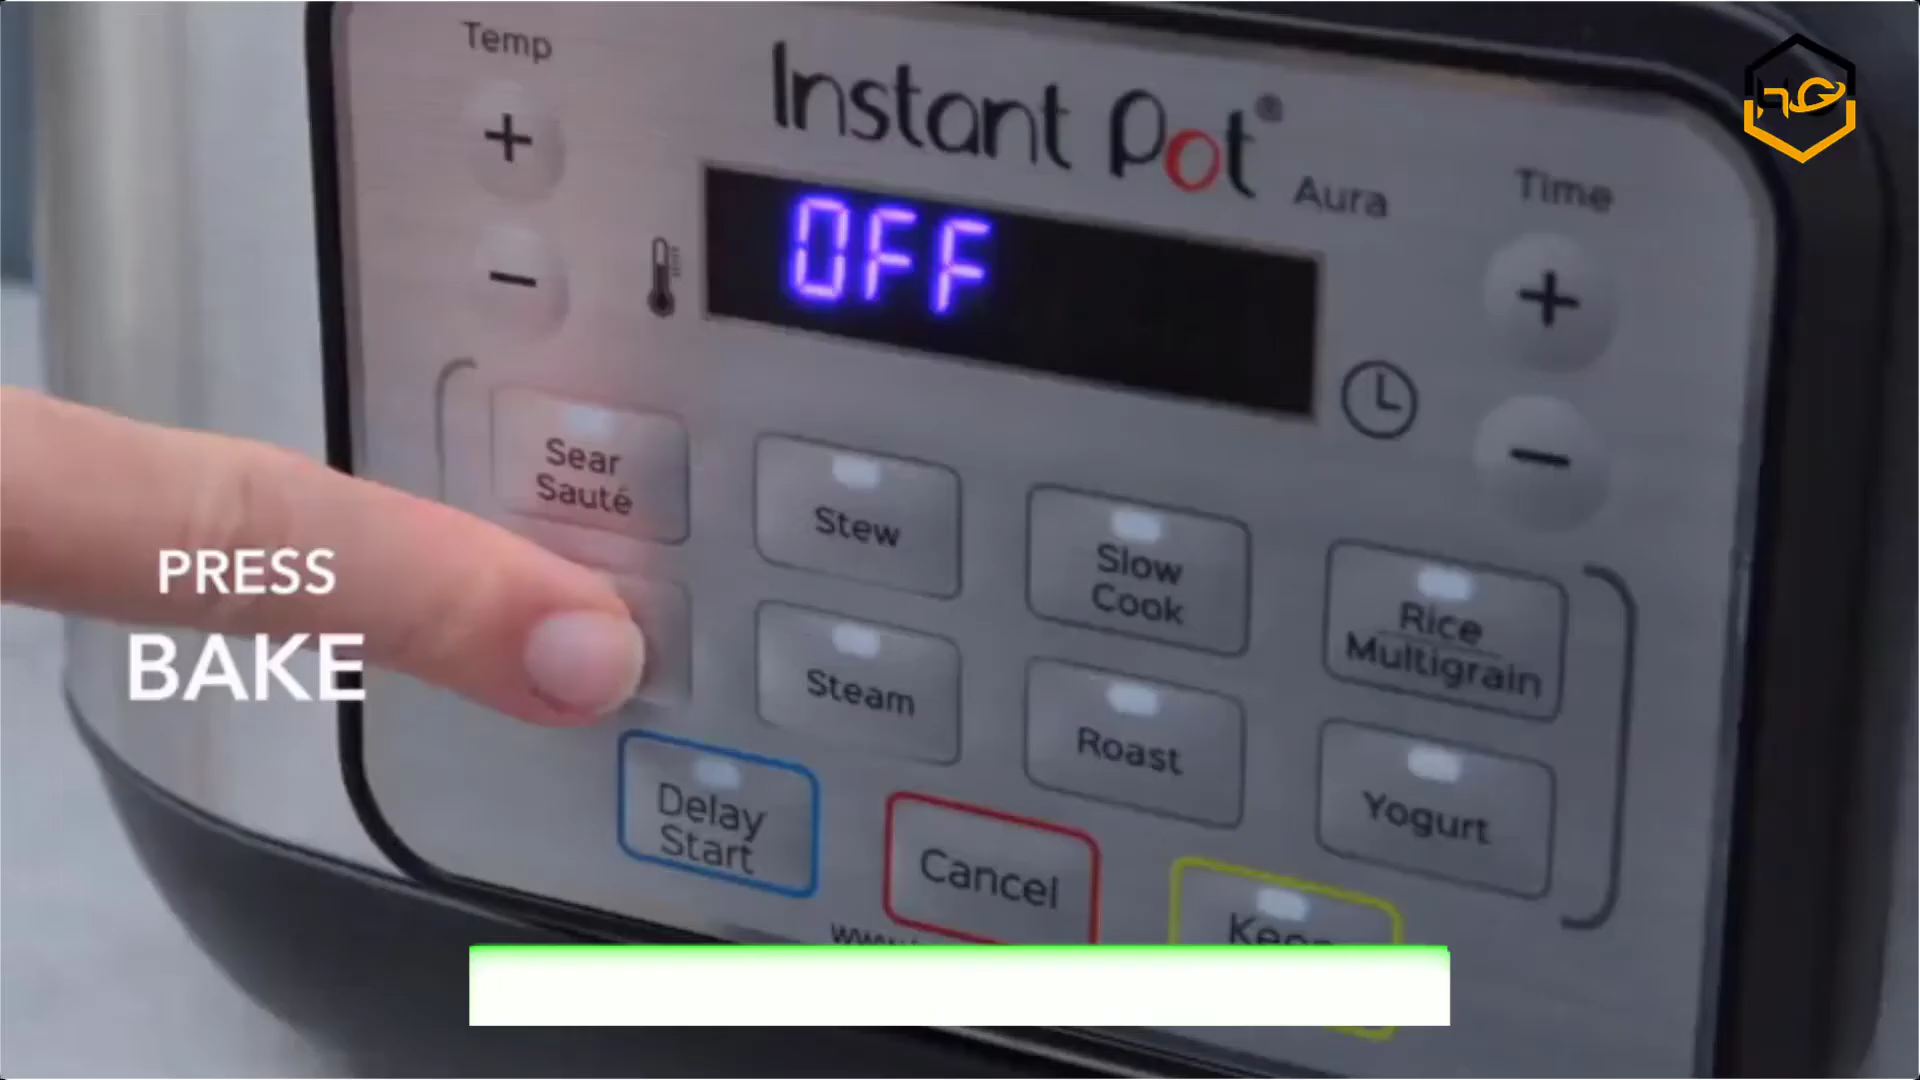 Temp
Instant Pot®
Aura
Time
OFF
Sear
Sauté
Stew
Slow
Cook
Rice
Multigrain
PRESS
BAKE
Steam
Roast
Yogurt
Delay
Start
Cancel